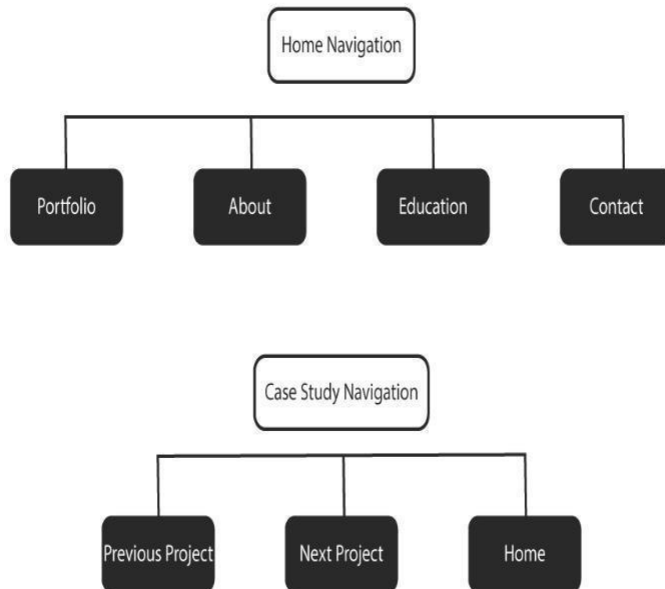 Home Navigation
Portfolio
About
Education
Contact
Case Study Navigation
Previous Project
Next Project
Home